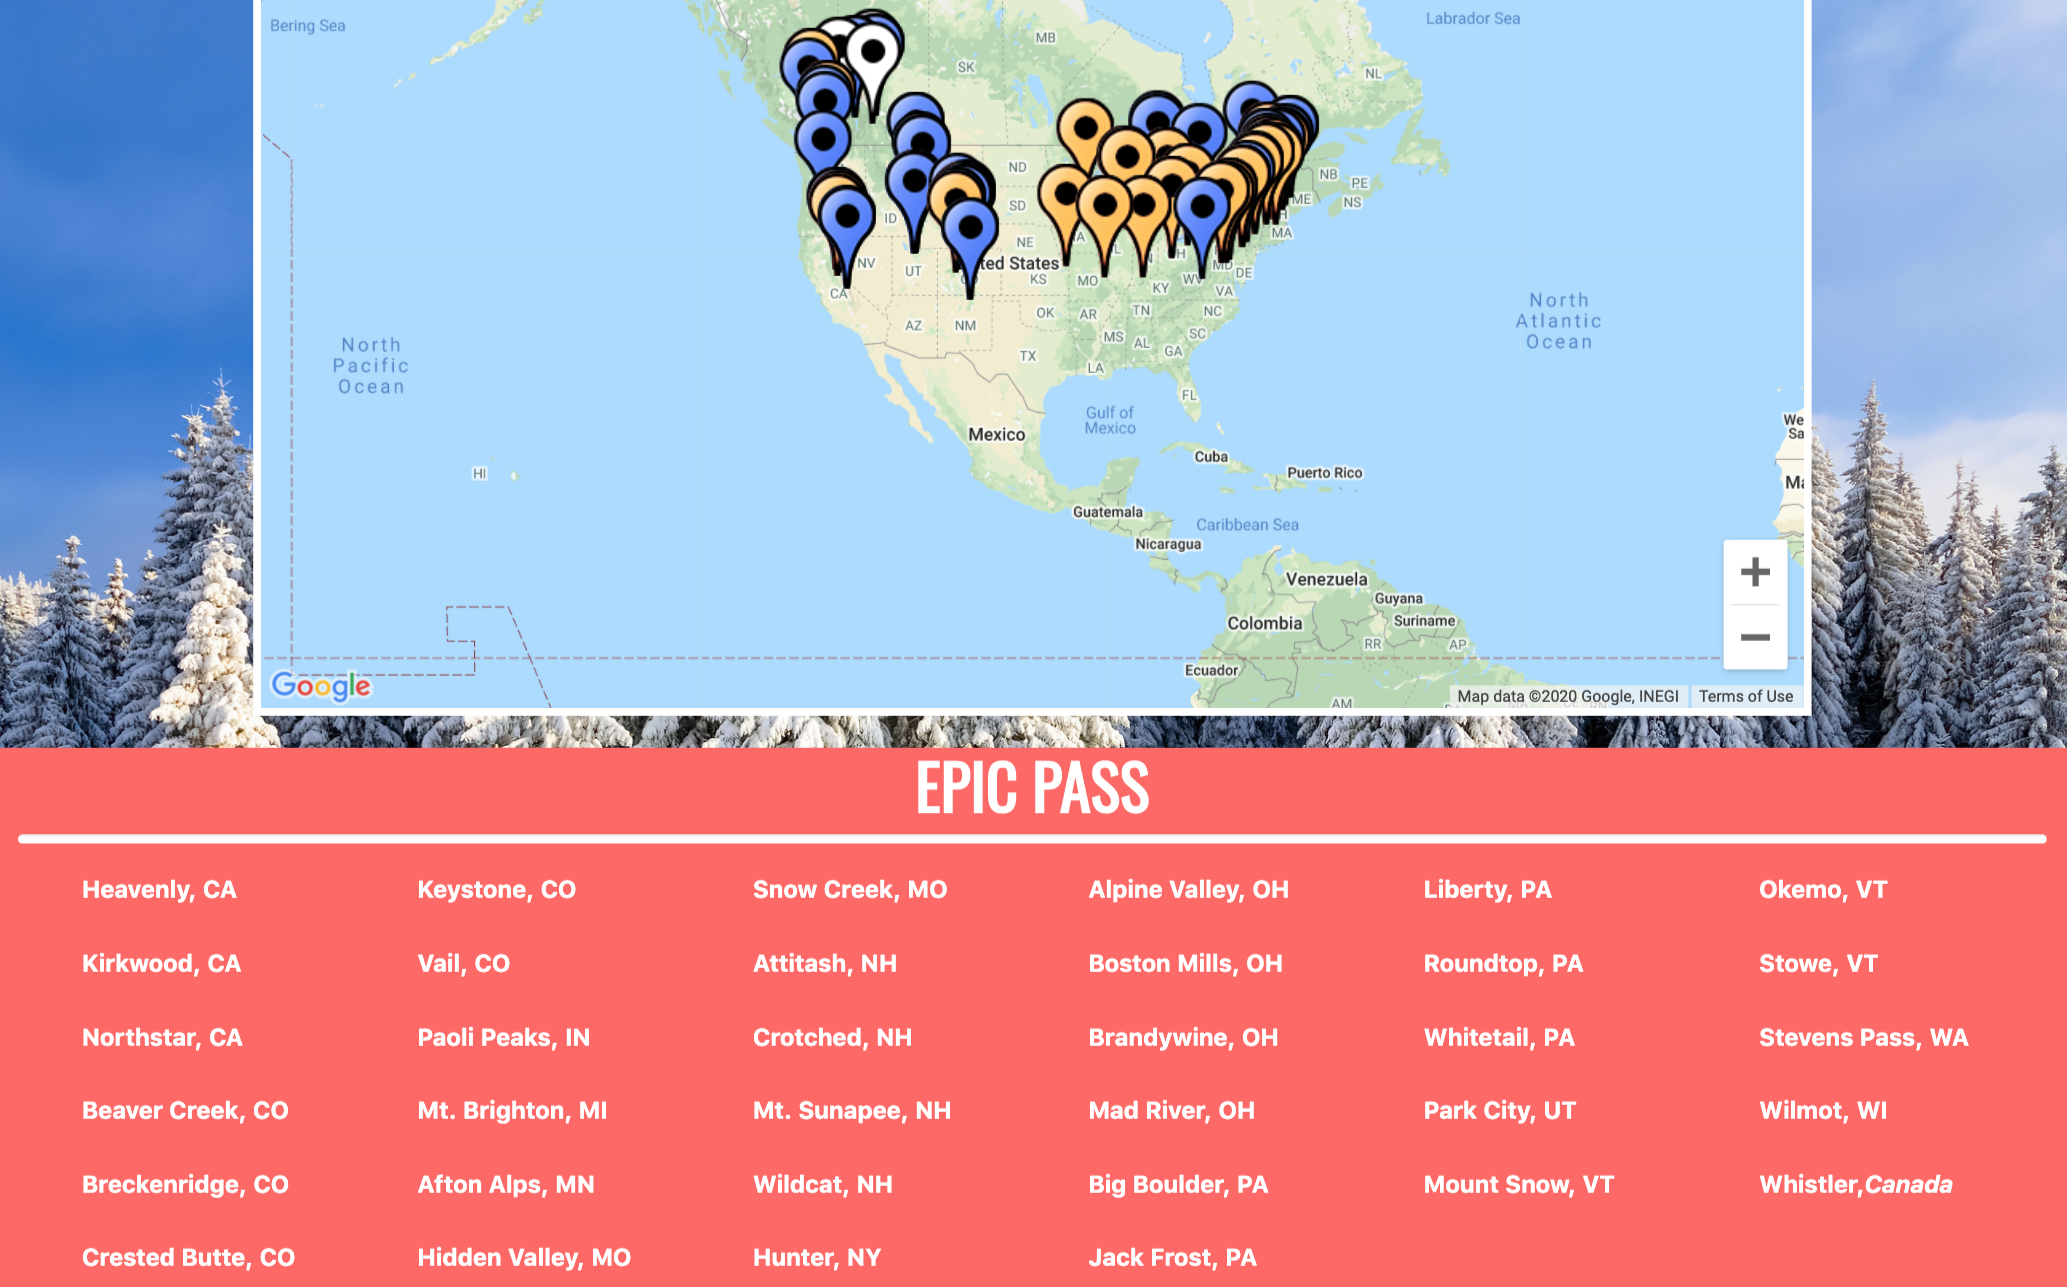 Bering Sea
Labrador Sea
MB
SK
NL
ND
NB
PE
NS
ME
SD
ID
MA
NE
NV
UT
United States
MD
DE
KS
MO
WV
KY
VA
CA
OK
AR
TN
NC
AZ
NM
MS
AL
SC
GA
TX
LA
FL
North
Pacific
Ocean
North
Atlantic
Ocean
Gulf of
Mexico
Mexico
We
Sa
Ma
HI
Cuba
Puerto Rico
Guatemala
Caribbean Sea
Nicaragua
Venezuela
Guyana
Colombia
Suriname
RR
AP
Ecuador
AM
Google
Map data ©2020 Google, INEGI
Terms of Use
EPIC PASS
Heavenly, CA
Keystone, CO
Snow Creek, MO
Alpine Valley, OH
Liberty, PA
Okemo, VT
Kirkwood, CA
Vail, CO
Attitash, NH
Boston Mills, OH
Roundtop, PA
Stowe, VT
Northstar, CA
Paoli Peaks, IN
Crotched, NH
Brandywine, OH
Whitetail, PA
Stevens Pass, WA
Beaver Creek, CO
Mt. Brighton, MI
Mt. Sunapee, NH
Mad River, OH
Park City, UT
Wilmot, WI
Breckenridge, CO
Afton Alps, MN
Wildcat, NH
Big Boulder, PA
Mount Snow, VT
Whistler,Canada
Crested Butte, CO
Hidden Valley, MO
Hunter, NY
Jack Frost, PA